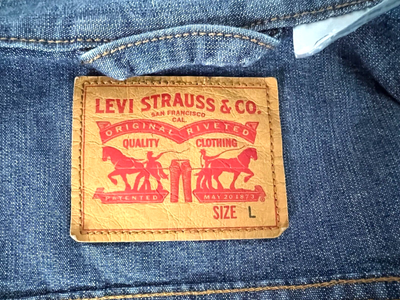 LEVI STRAUSS & CO.
SAN FRANCISCO
CAL.
ORIGINAL RIVETED
QUALITY CLOTHING
PATENTED MAY 20 1873
SIZE L